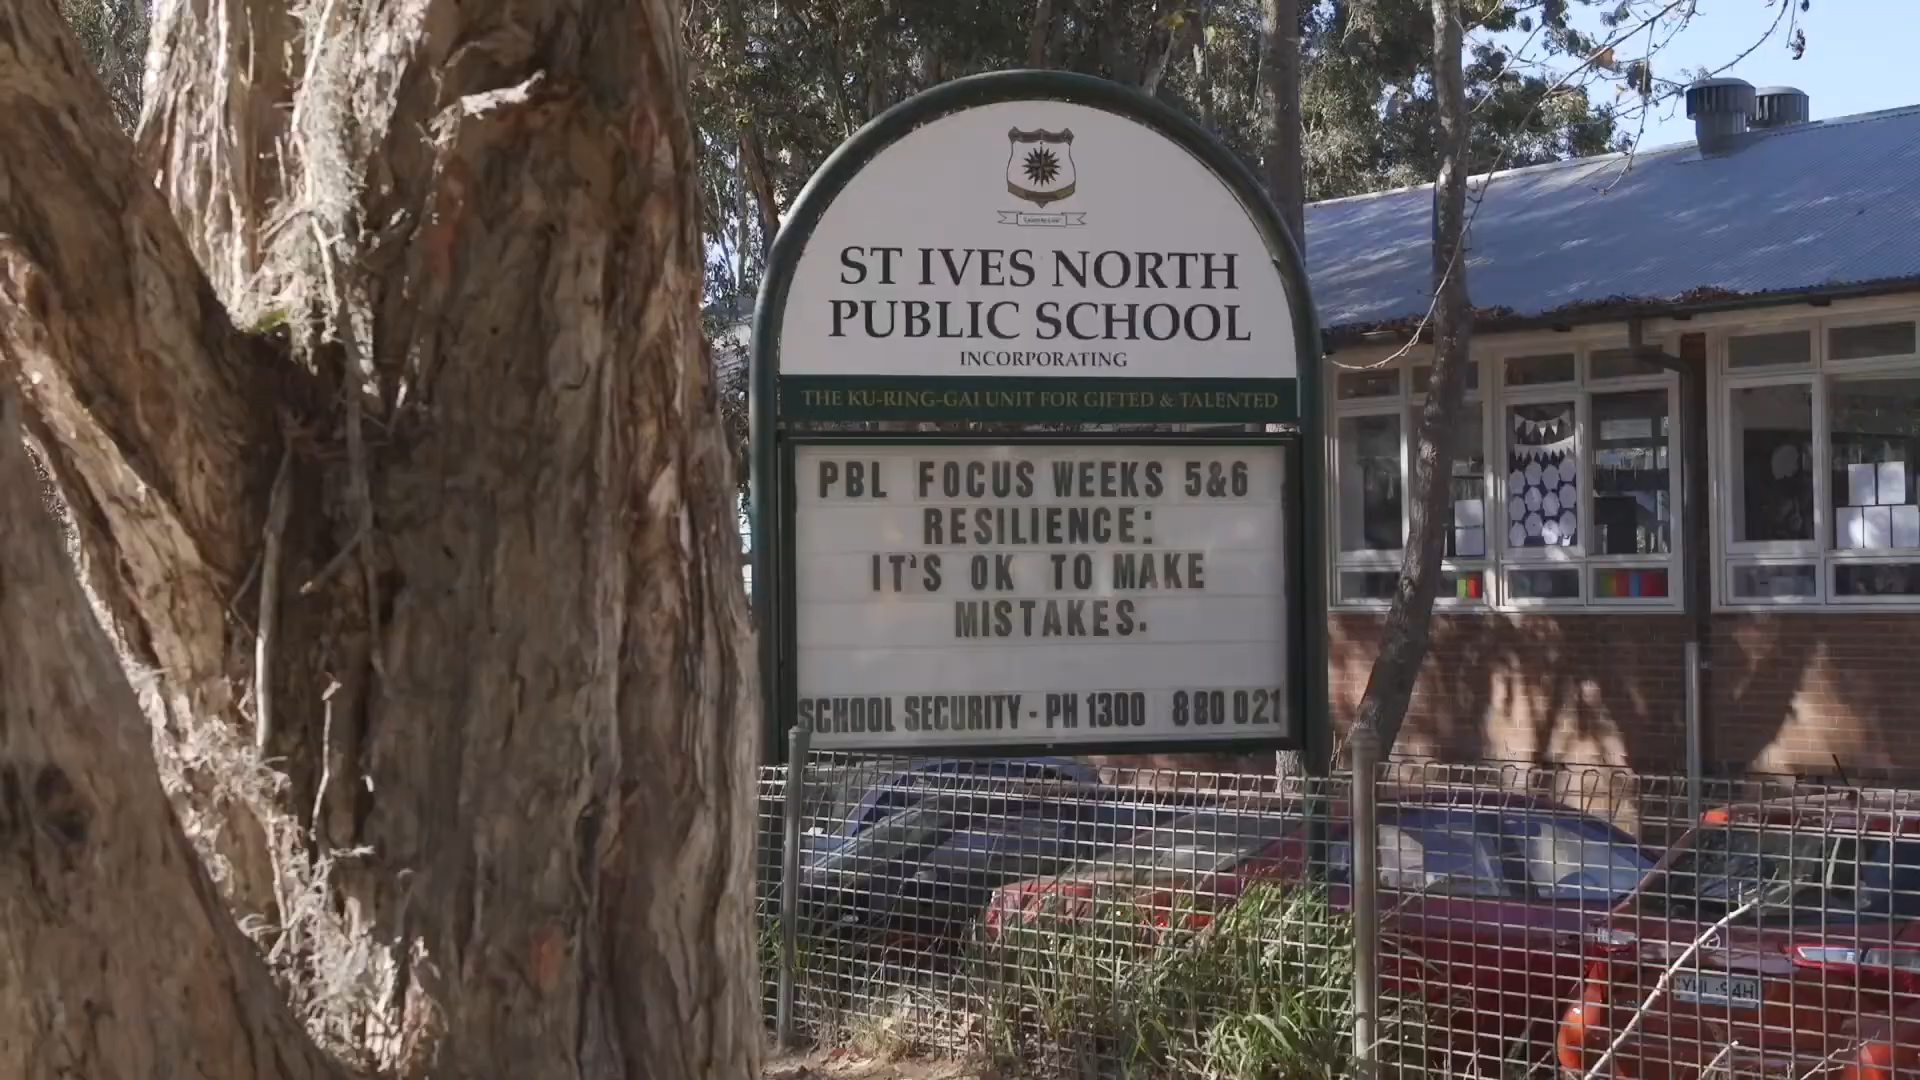 ST IVES NORTH
PUBLIC SCHOOL
INCORPORATING
THE KU-RING-GAI UNIT FOR GIFTED & TALENTED
PBL FOCUS WEEKS 5&6
RESILIENCE:
IT'S OK TO MAKE
MISTAKES.
SCHOOL SECURITY - PH 1300 880 021